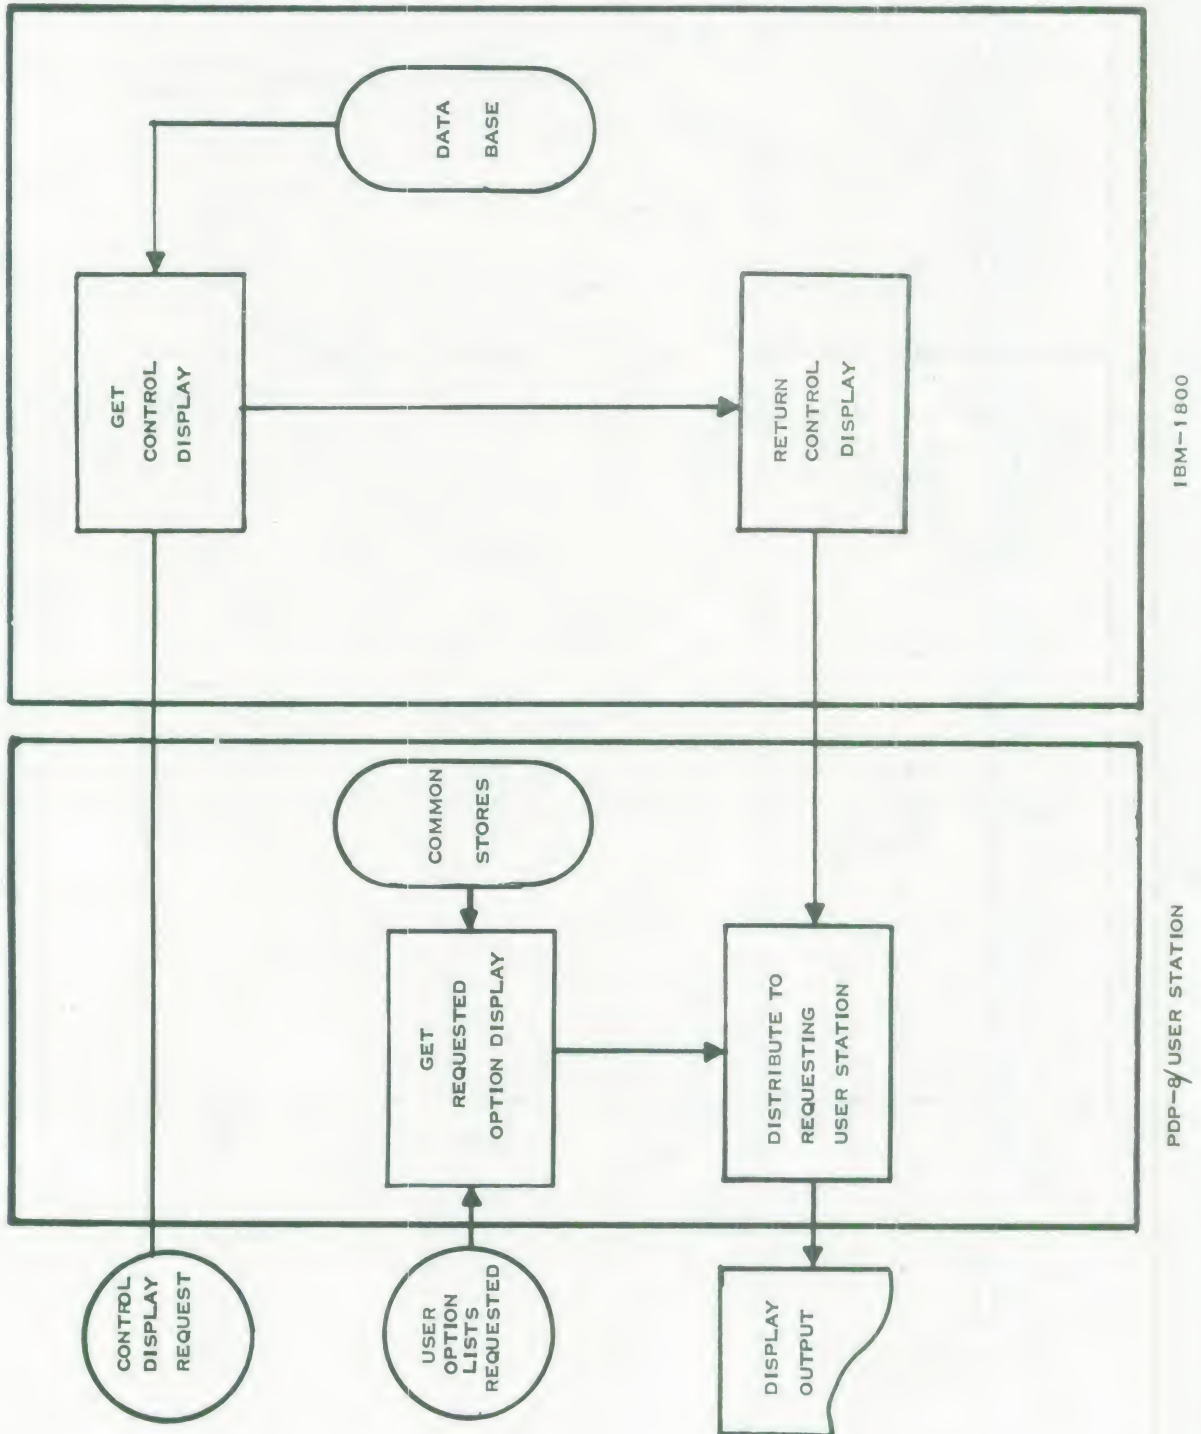 CONTROL
DISPLAY
REQUEST
GET
CONTROL
DISPLAY
DATA
BASE
USER
OPTION
LISTS
REQUESTED
GET
REQUESTED
OPTION DISPLAY
COMMON
STORES
DISPLAY
OUTPUT
DISTRIBUTE TO
REQUESTING
USER STATION
RETURN
CONTROL
DISPLAY
PDP-8/USER STATION
IBM-1800